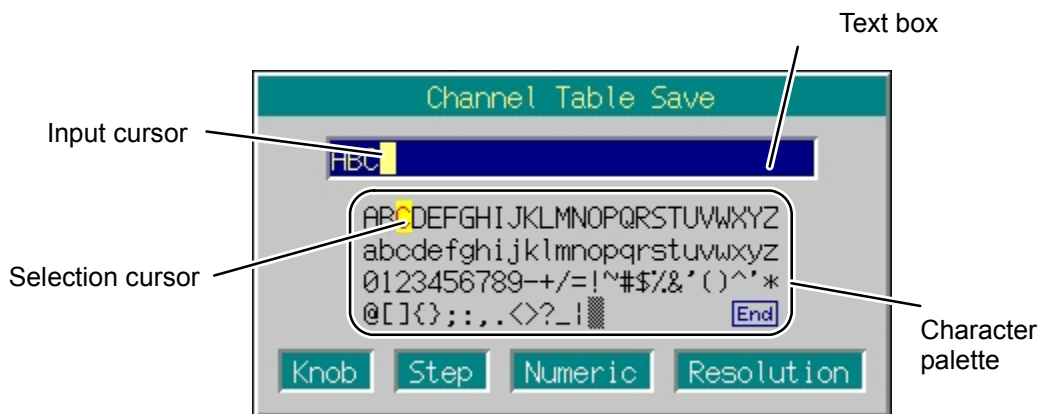 Text box
Channel Table Save
Input cursor
ABC
ABCDEFGHIJKLMNOPQRSTUVWXYZ
abcdefghijklmnopqrstuvwxyz
Selection cursor
0123456789-+/=!~#$%&'()^'*
@[]{};:,.<>?_¦▒ End
Character
palette
Knob Step Numeric Resolution